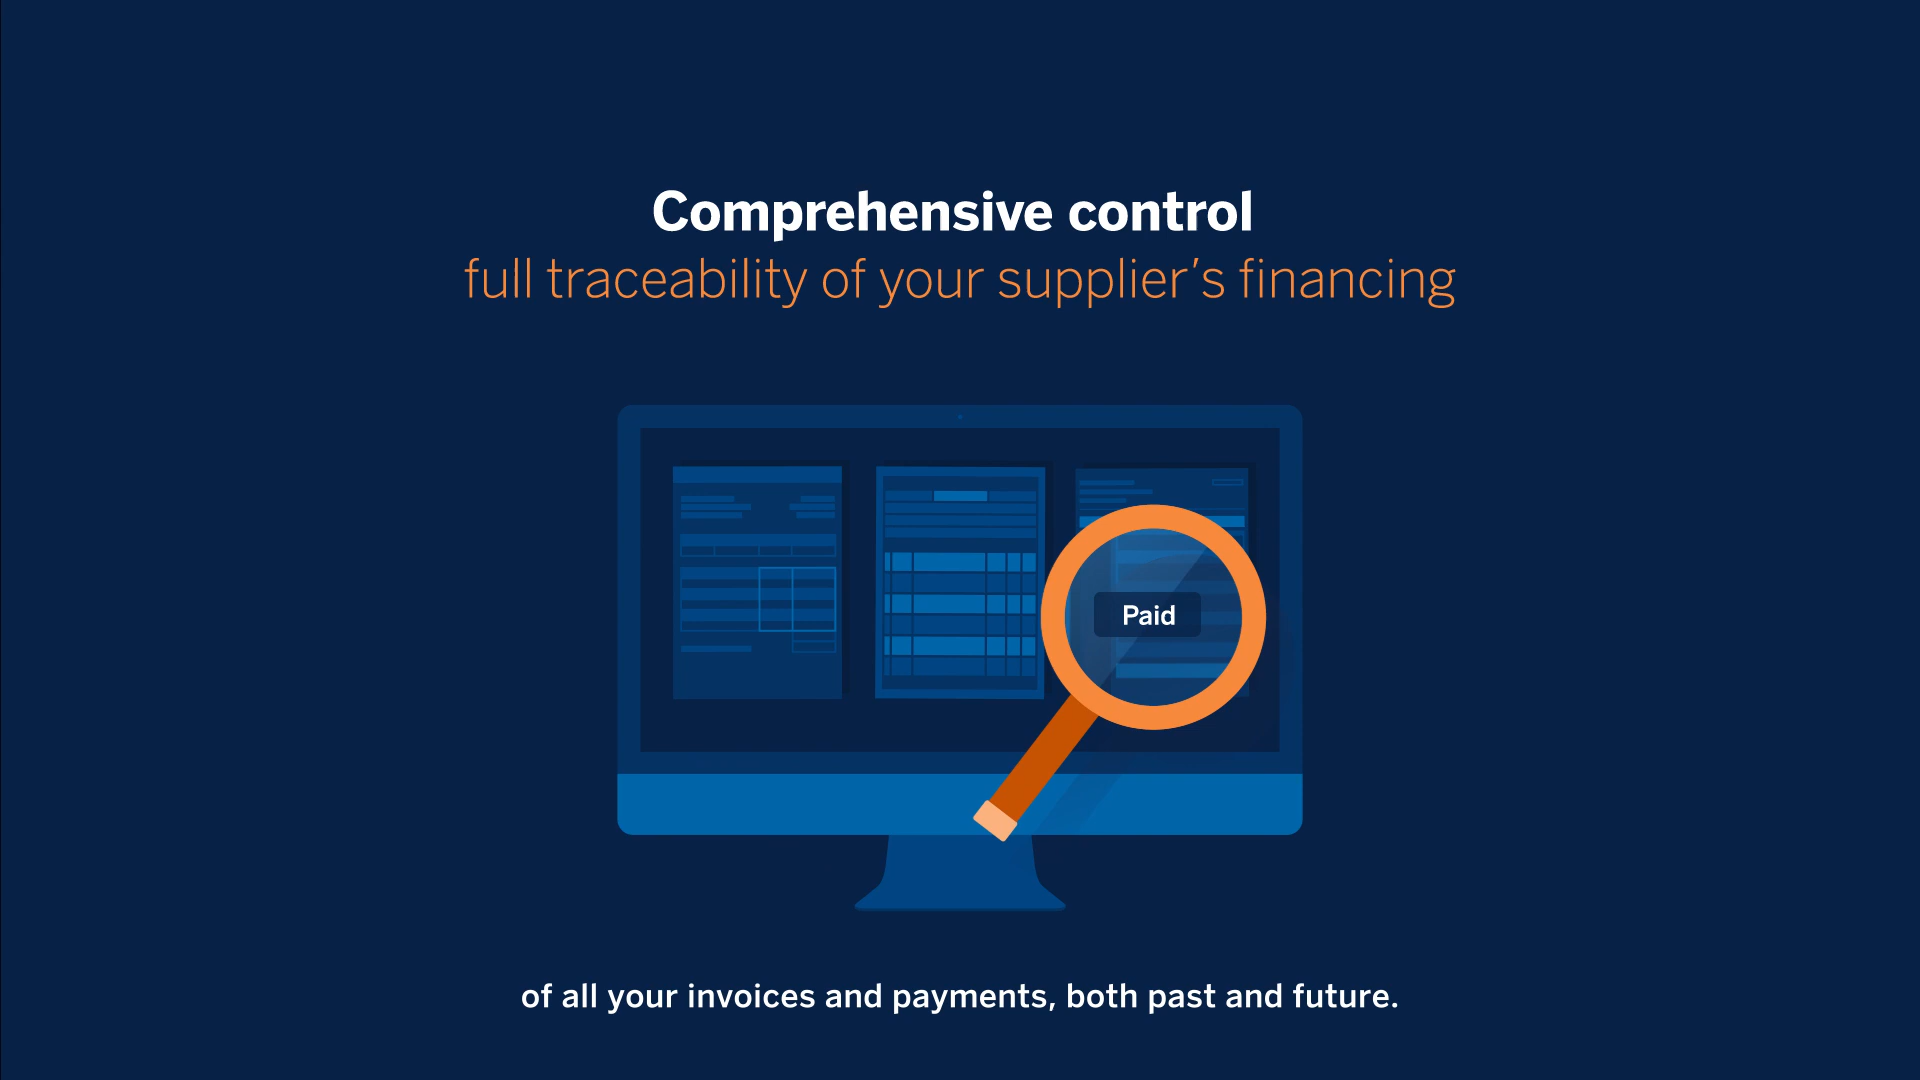 Comprehensive control
full traceability of your supplier’s financing
Paid
of all your invoices and payments, both past and future.